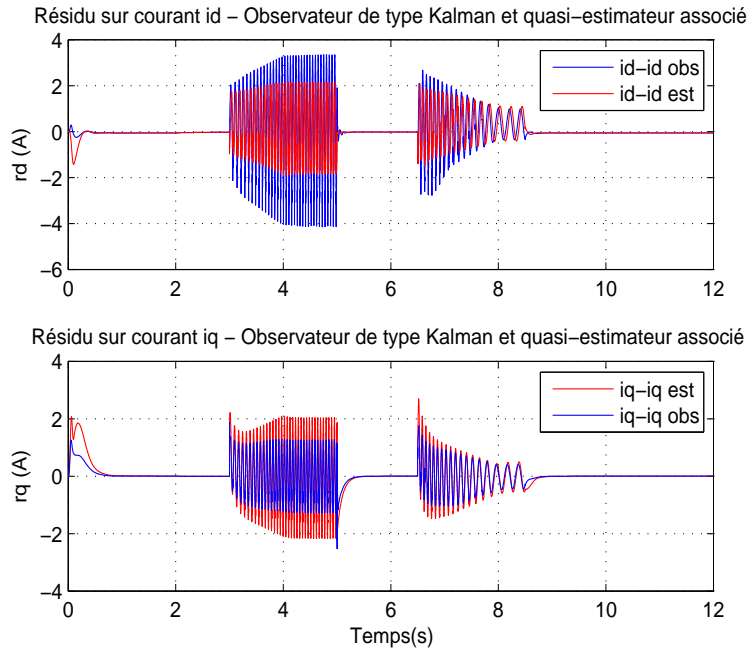 Résidu sur courant id − Observateur de type Kalman et quasi−estimateur associé
4
2
0
−2
−4
−6
rd (A)
id−id obs
id−id est
0 2 4 6 8 10 12
Résidu sur courant iq − Observateur de type Kalman et quasi−estimateur associé
4
2
0
−2
−4
rq (A)
iq−iq est
iq−iq obs
0 2 4 6 8 10 12
Temps(s)